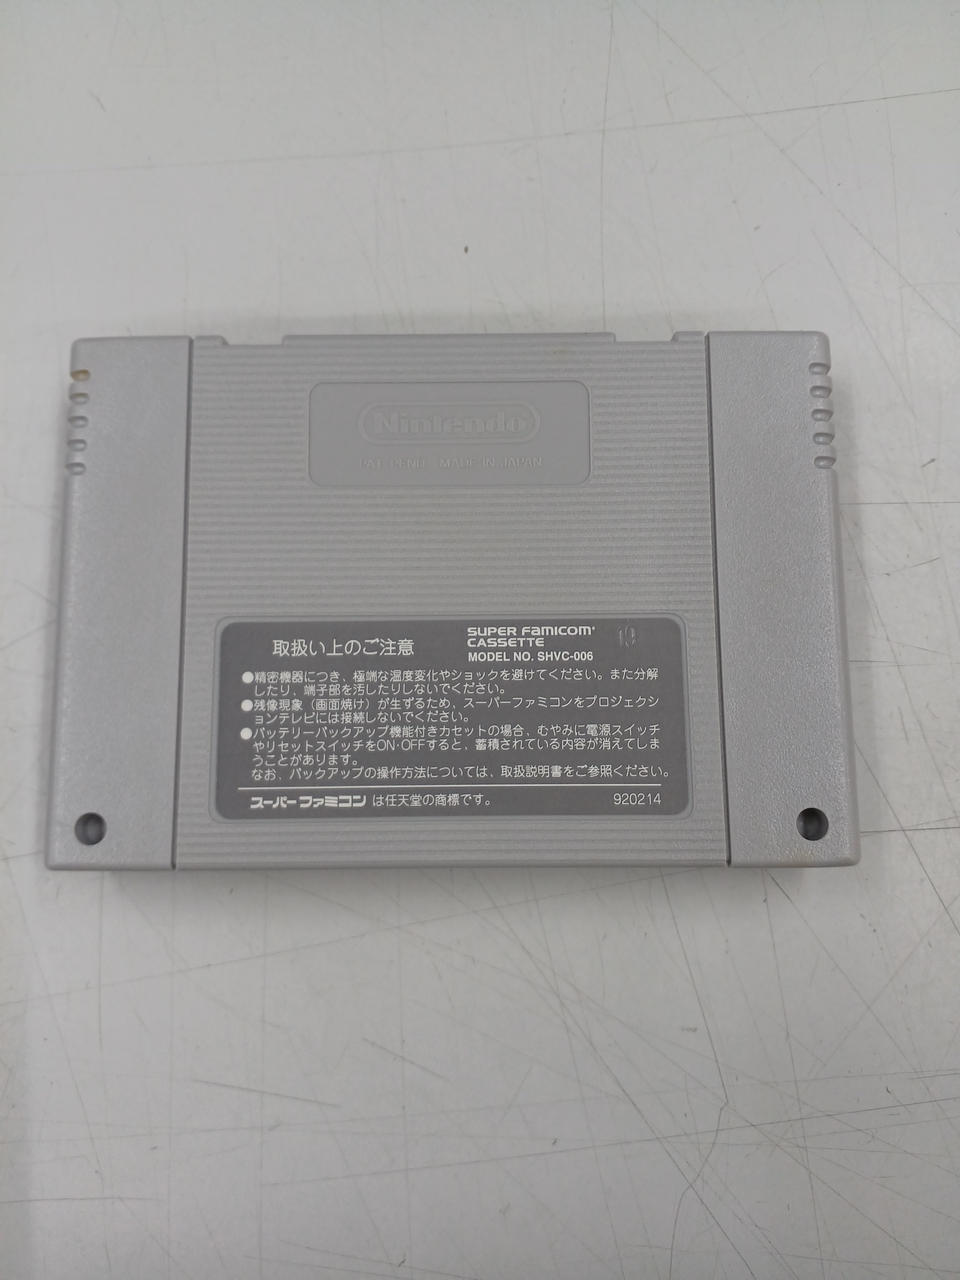 Nintendo
PAT. PEND. MADE IN JAPAN
取扱い上のご注意
SUPER FAMICOM
CASSETTE
MODEL NO. SHVC-006
●精密機器につき、極端な温度変化やショックを避けてください。また分解
したり、端子部を汚したりしないでください。
●残像現象（画面焼け）が生ずるため、スーパーファミコンをプロジェクシ
ョンテレビには接続しないでください。
●バッテリーバックアップ機能付きカセットの場合、むやみに電源スイッチ
やリセットスイッチをON・OFFすると、蓄積されている内容が消えてしま
うことがあります。
なお、バックアップの操作方法については、取扱説明書をご参照ください。
スーパーファミコンは任天堂の商標です。
920214